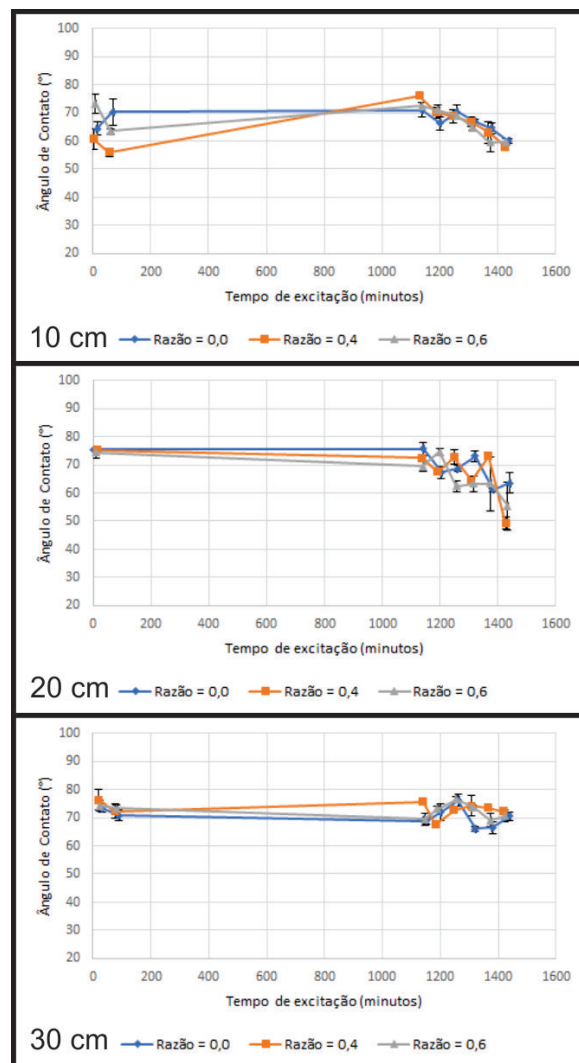 100
90
80
70
60
50
40
30
20
Ângulo de Contato (°)
0 200 400 600 800 1000 1200 1400 1600
Tempo de excitação (minutos)
10 cm Razão = 0,0 Razão = 0,4 Razão = 0,6
100
90
80
70
60
50
40
30
20
Ângulo de Contato (°)
0 200 400 600 800 1000 1200 1400 1600
Tempo de excitação (minutos)
20 cm Razão = 0,0 Razão = 0,4 Razão = 0,6
100
90
80
70
60
50
40
30
20
Ângulo de Contato (°)
0 200 400 600 800 1000 1200 1400 1600
Tempo de excitação (minutos)
30 cm Razão = 0,0 Razão = 0,4 Razão = 0,6